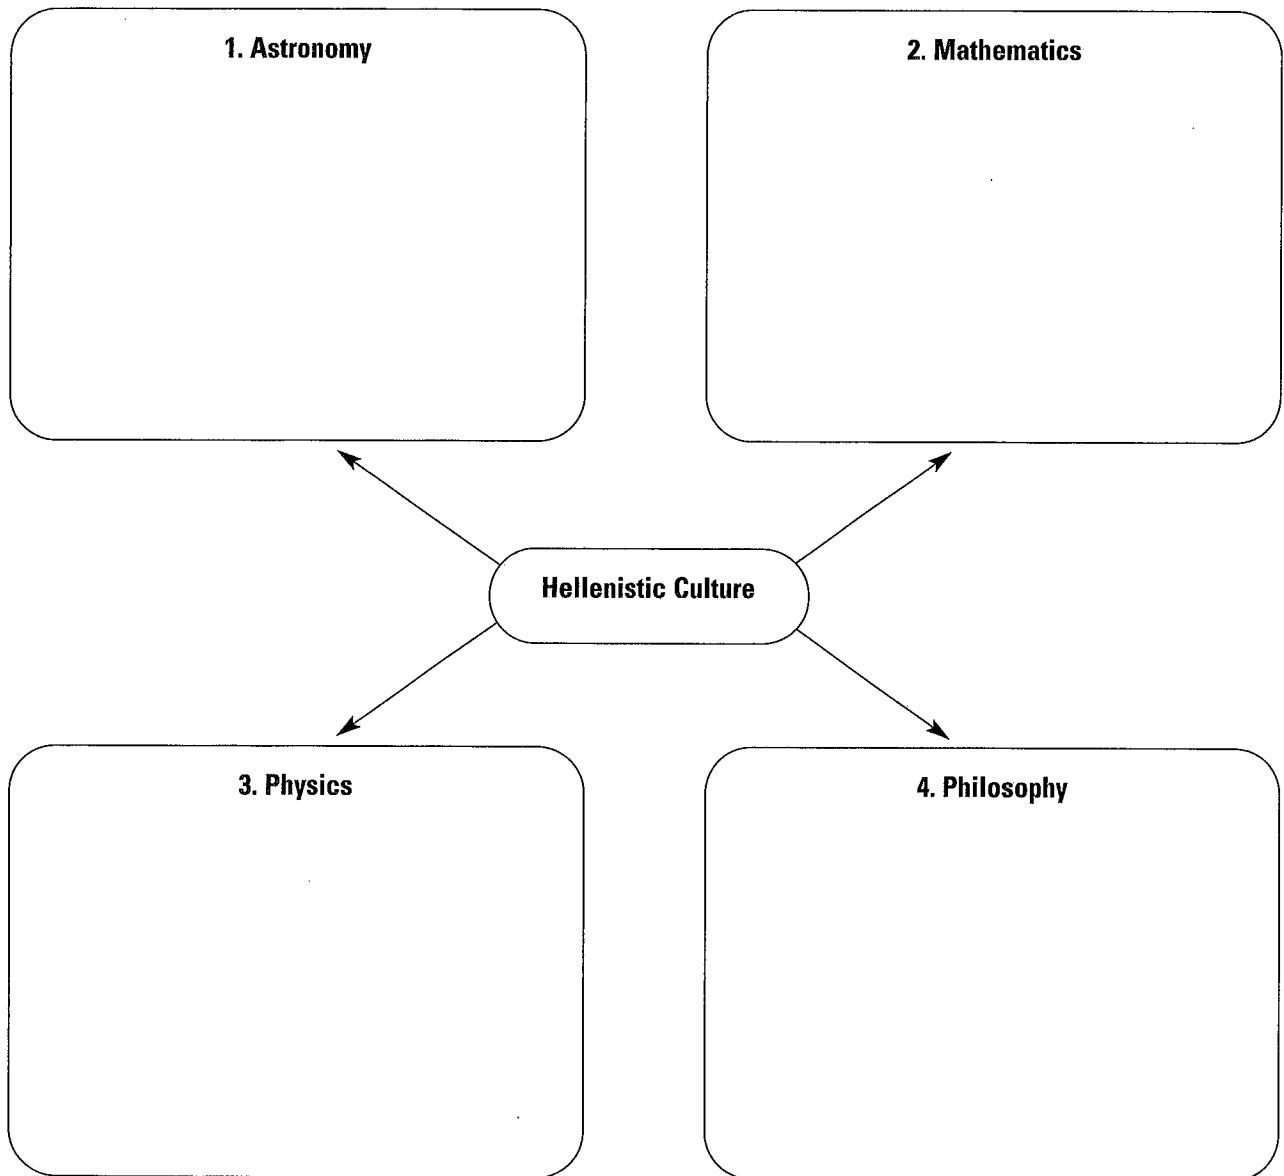 1. Astronomy
2. Mathematics
Hellenistic Culture
3. Physics
4. Philosophy